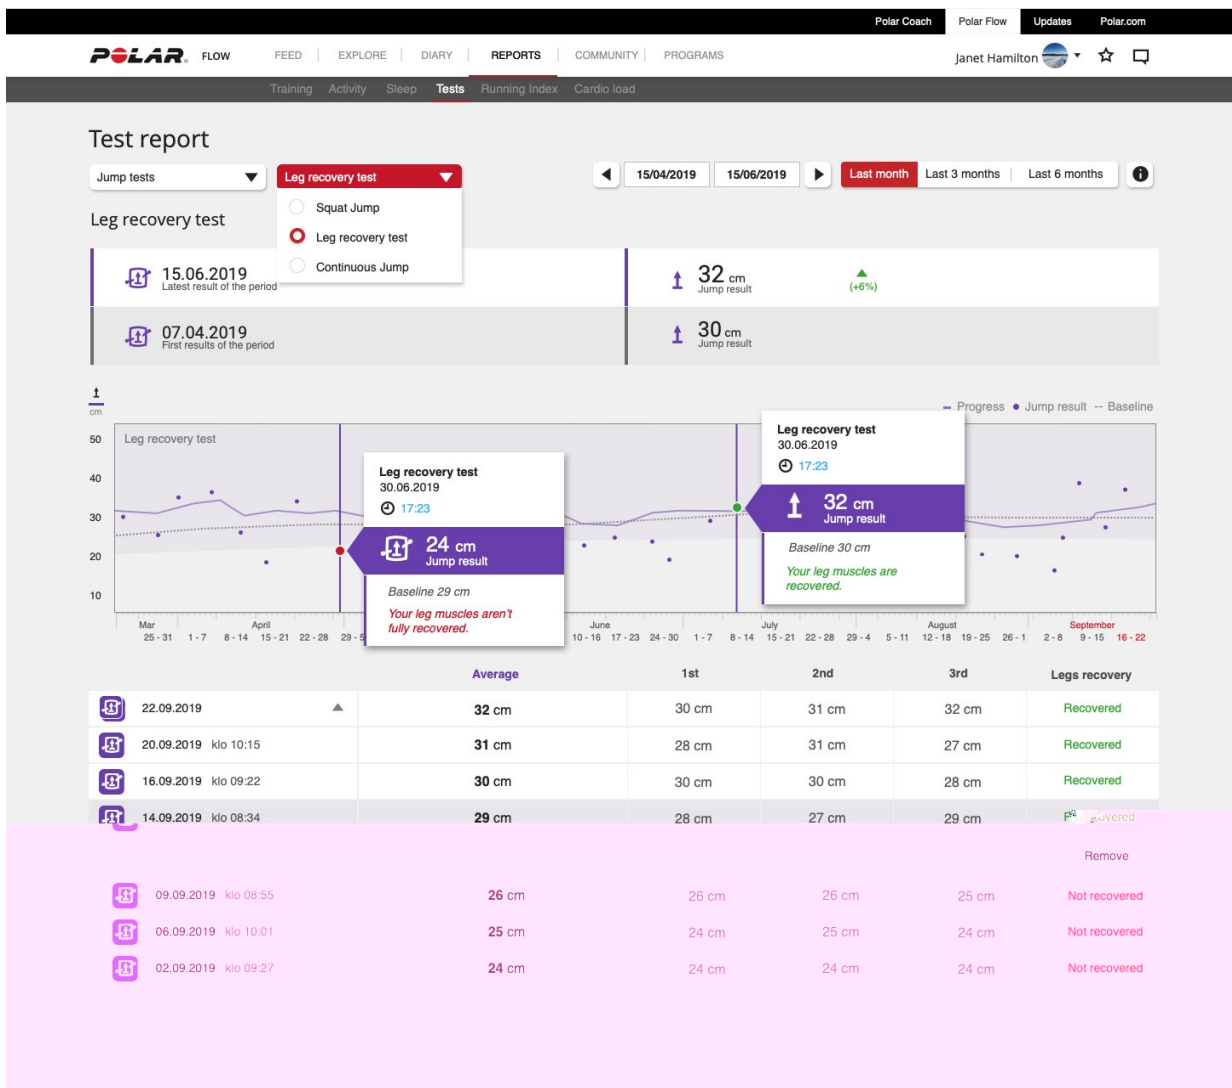 Polar Coach Polar Flow Updates Polar.com
POLAR FLOW FEED EXPLORE DIARY REPORTS COMMUNITY PROGRAMS Janet Hamilton
Training Activity Sleep Tests Running Index Cardio load
Test report
Jump tests Leg recovery test 15/04/2019 15/06/2019 Last month Last 3 months Last 6 months
Squat Jump
Leg recovery test
Continuous Jump
Leg recovery test
15.06.2019
Latest result of the period
32 cm
Jump result
(+6%)
07.04.2019
First results of the period
30 cm
Jump result
cm
Progress Jump result Baseline
50
40
30
20
10
Leg recovery test
Leg recovery test
30.06.2019
17:23
24 cm
Jump result
Baseline 29 cm
Your leg muscles aren't
fully recovered.
Leg recovery test
30.06.2019
17:23
32 cm
Jump result
Baseline 30 cm
Your leg muscles are
recovered.
Mar April June July August September
25 - 31 1 - 7 8 - 14 15 - 21 22 - 28 29 - 5 10 - 16 17 - 23 24 - 30 1 - 7 8 - 14 15 - 21 22 - 28 29 - 4 5 - 11 12 - 18 19 - 25 26 - 1 2 - 8 9 - 15 16 - 22
Average 1st 2nd 3rd Legs recovery
22.09.2019 32 cm 30 cm 31 cm 32 cm Recovered
20.09.2019 klo 10:15 31 cm 28 cm 31 cm 27 cm Recovered
16.09.2019 klo 09:22 30 cm 30 cm 30 cm 28 cm Recovered
14.09.2019 klo 08:34 29 cm 28 cm 27 cm 29 cm
Remove
09.09.2019 klo 08:55 26 cm 26 cm 26 cm 25 cm Not recovered
06.09.2019 klo 10:01 25 cm 24 cm 25 cm 24 cm Not recovered
02.09.2019 klo 09:27 24 cm 24 cm 24 cm 24 cm Not recovered